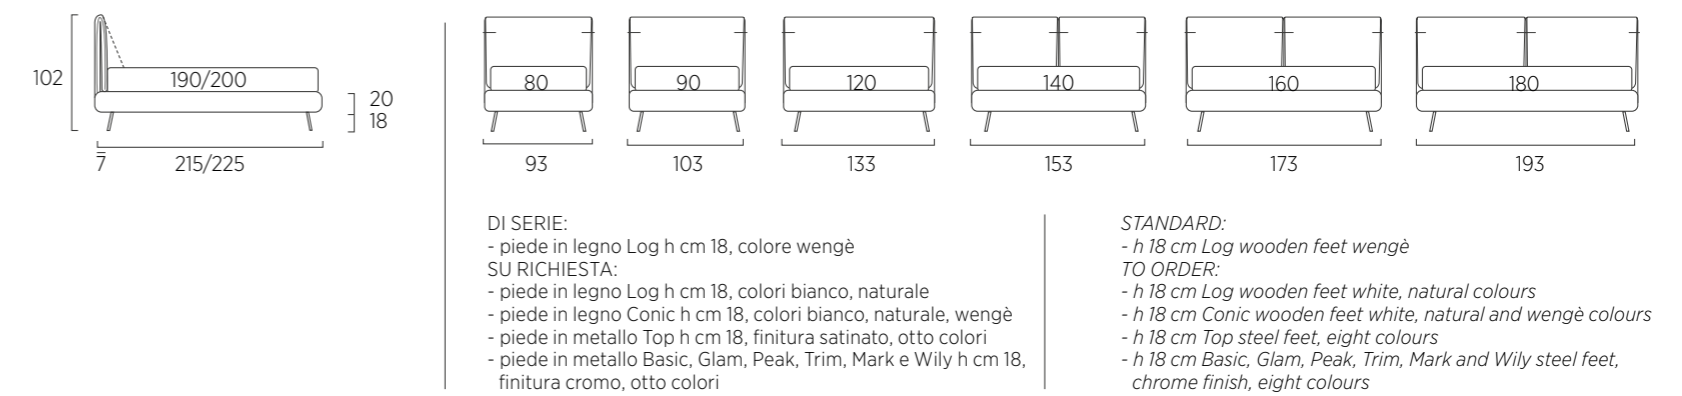 102
190/200
20
18
7
215/225
80
90
120
140
160
180
93
103
133
153
173
193
DI SERIE:
- piede in legno Log h cm 18, colore wengè
SU RICHIESTA:
- piede in legno Log h cm 18, colori bianco, naturale
- piede in legno Conic h cm 18, colori bianco, naturale, wengè
- piede in metallo Top h cm 18, finitura satinato, otto colori
- piede in metallo Basic, Glam, Peak, Trim, Mark e Wily h cm 18,
finitura cromo, otto colori
STANDARD:
- h 18 cm Log wooden feet wengè
TO ORDER:
- h 18 cm Log wooden feet white, natural colours
- h 18 cm Conic wooden feet white, natural and wengè colours
- h 18 cm Top steel feet, eight colours
- h 18 cm Basic, Glam, Peak, Trim, Mark and Wily steel feet,
chrome finish, eight colours